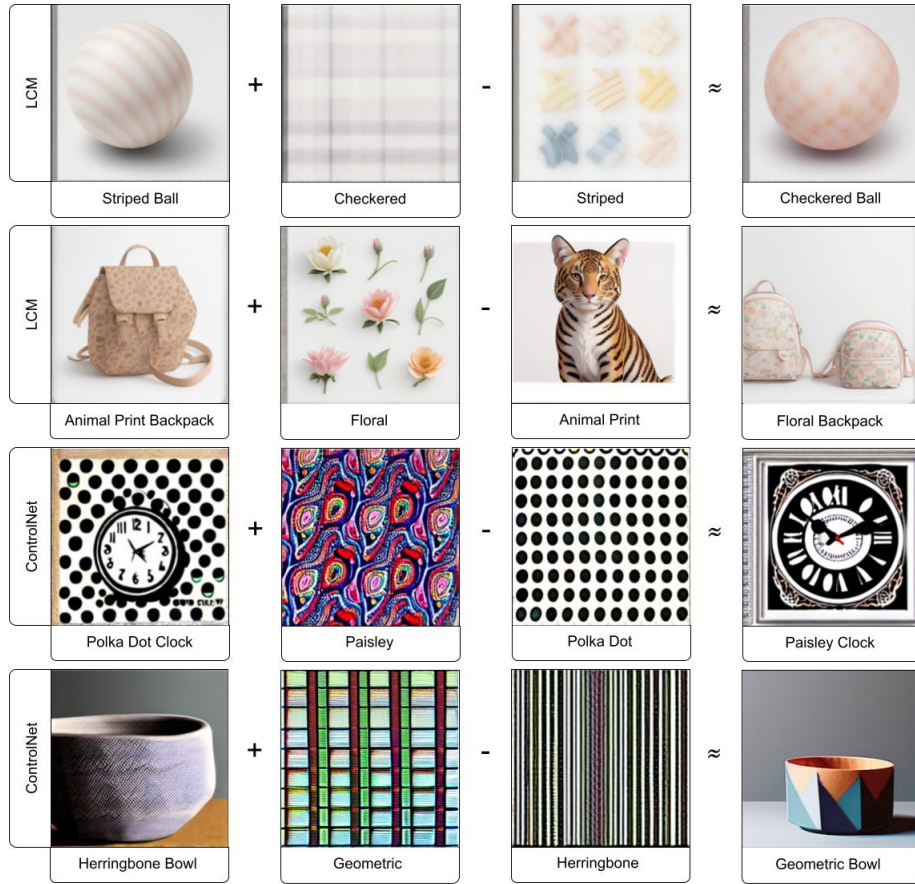 LCM
+
-
≈
Striped Ball
Checkered
Striped
Checkered Ball
LCM
+
-
≈
Animal Print Backpack
Floral
Animal Print
Floral Backpack
ControlNet
+
-
≈
Polka Dot Clock
Paisley
Polka Dot
Paisley Clock
ControlNet
+
-
≈
Herringbone Bowl
Geometric
Herringbone
Geometric Bowl